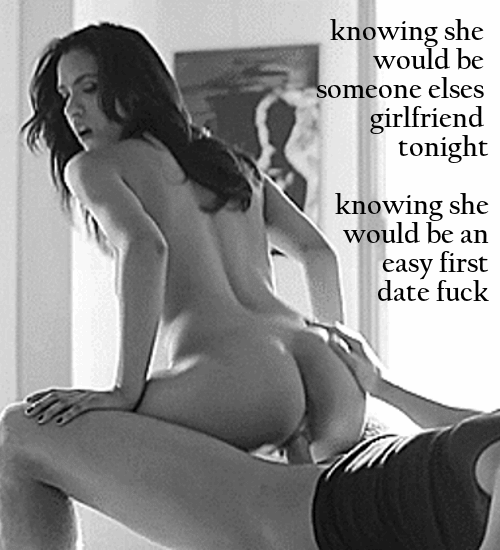 knowing she
would be
someone elses
girlfriend
tonight
knowing she
would be an
easy first
date fuck